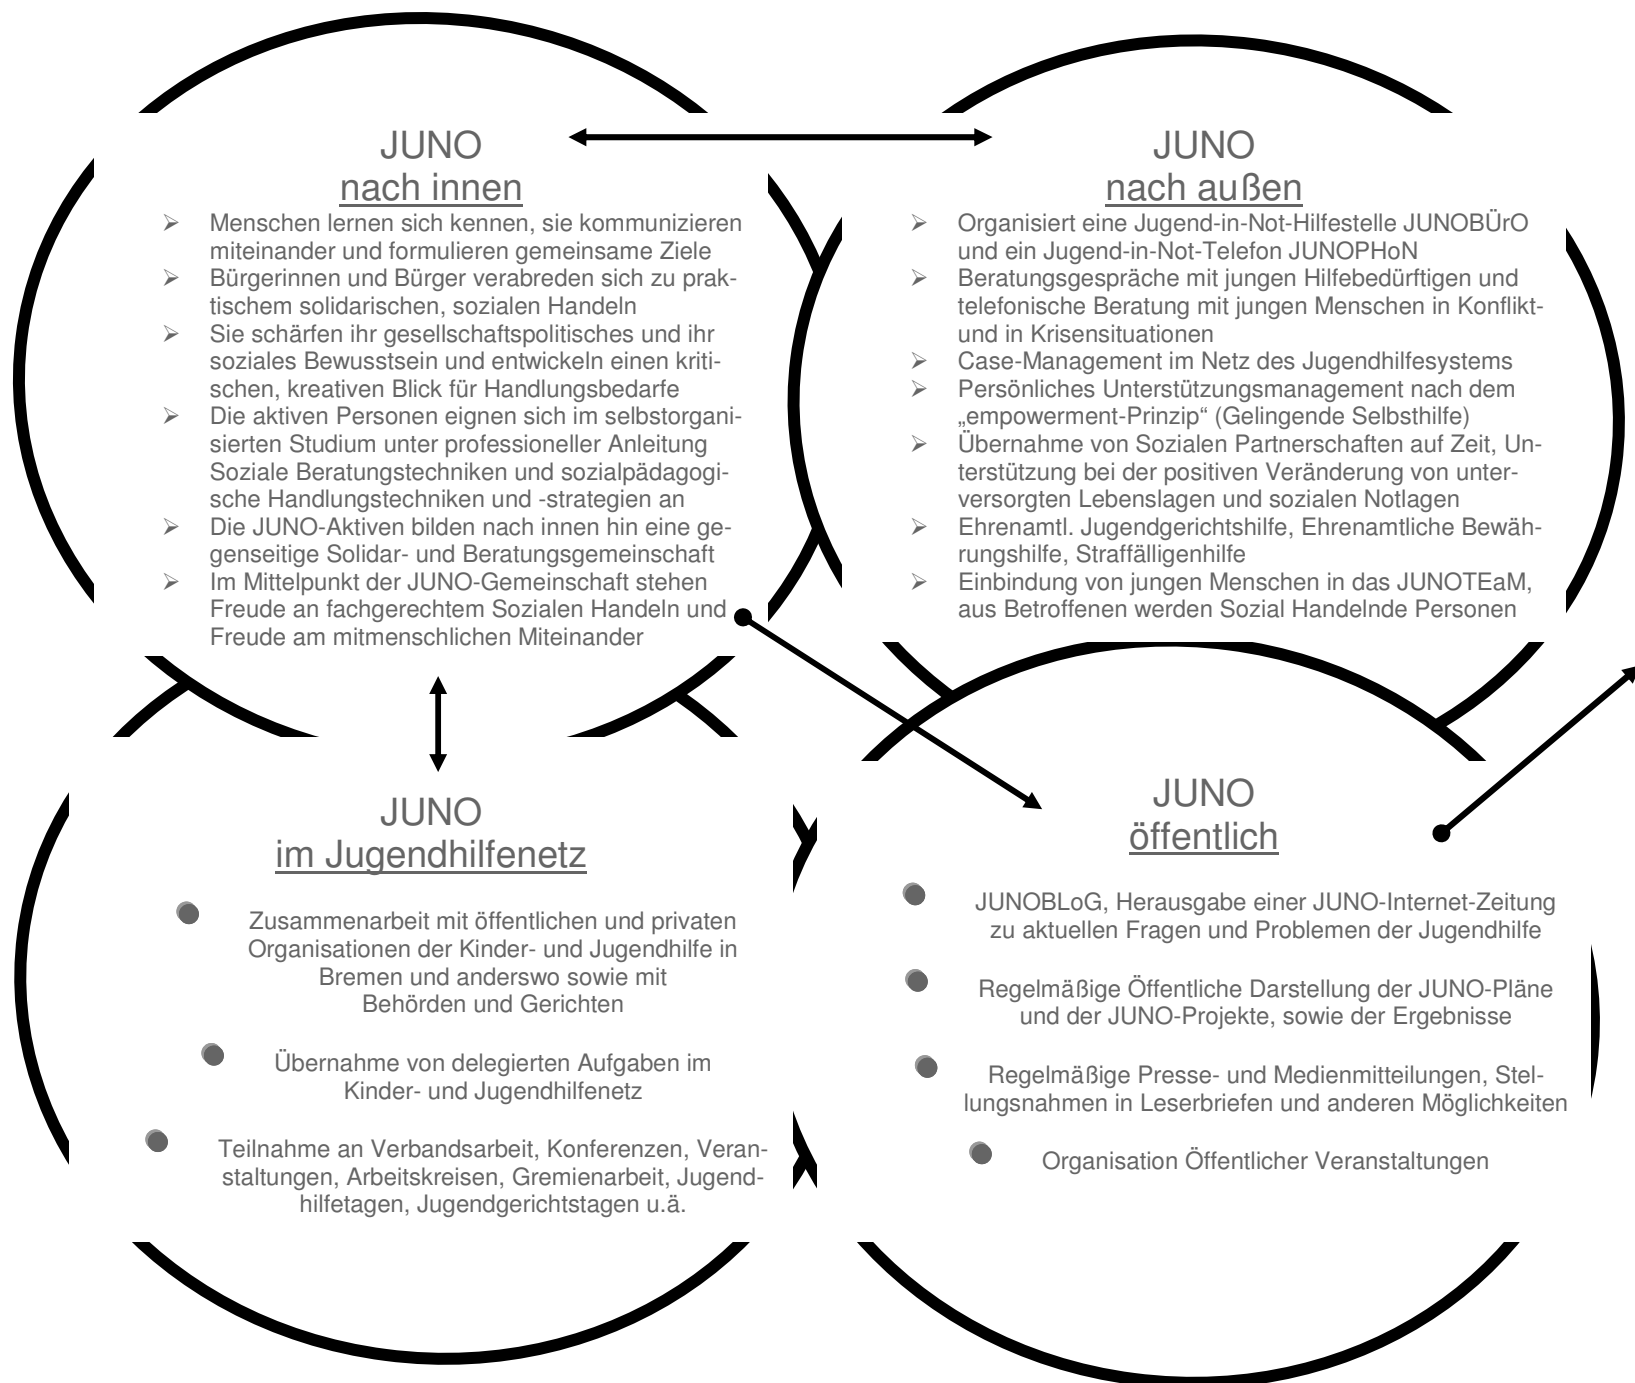 JUNO
nach innen
Menschen lernen sich kennen, sie kommunizieren
miteinander und formulieren gemeinsame Ziele
Bürgerinnen und Bürger verabreden sich zu prak-
tischem solidarischen, sozialen Handeln
Sie schärfen ihr gesellschaftspolitisches und ihr
soziales Bewusstsein und entwickeln einen kriti-
schen, kreativen Blick für Handlungsbedarfe
Die aktiven Personen eignen sich im selbstorgani-
sierten Studium unter professioneller Anleitung
Soziale Beratungstechniken und sozialpädagogi-
sche Handlungstechniken und -strategien an
Die JUNO-Aktiven bilden nach innen hin eine ge-
genseitige Solidar- und Beratungsgemeinschaft
Im Mittelpunkt der JUNO-Gemeinschaft stehen
Freude an fachgerechtem Sozialen Handeln und
Freude am mitmenschlichen Miteinander
JUNO
nach außen
Organisiert eine Jugend-in-Not-Hilfestelle JUNOBÜrO
und ein Jugend-in-Not-Telefon JUNOPHoN
Beratungsgespräche mit jungen Hilfebedürftigen und
telefonische Beratung mit jungen Menschen in Konflikt-
und in Krisensituationen
Case-Management im Netz des Jugendhilfesystems
Persönliches Unterstützungsmanagement nach dem
„empowerment-Prinzip“ (Gelingende Selbsthilfe)
Übernahme von Sozialen Partnerschaften auf Zeit, Un-
terstützung bei der positiven Veränderung von unter-
versorgten Lebenslagen und sozialen Notlagen
Ehrenamtl. Jugendgerichtshilfe, Ehrenamtliche Bewäh-
rungshilfe, Straffälligenhilfe
Einbindung von jungen Menschen in das JUNOTEaM,
aus Betroffenen werden Sozial Handelnde Personen
JUNO
im Jugendhilfenetz
Zusammenarbeit mit öffentlichen und privaten
Organisationen der Kinder- und Jugendhilfe in
Bremen und anderswo sowie mit
Behörden und Gerichten
Übernahme von delegierten Aufgaben im
Kinder- und Jugendhilfenetz
Teilnahme an Verbandsarbeit, Konferenzen, Veran-
staltungen, Arbeitskreisen, Gremienarbeit, Jugend-
hilfetagen, Jugendgerichtstagen u.ä.
JUNO
öffentlich
JUNOBLoG, Herausgabe einer JUNO-Internet-Zeitung
zu aktuellen Fragen und Problemen der Jugendhilfe
Regelmäßige Öffentliche Darstellung der JUNO-Pläne
und der JUNO-Projekte, sowie der Ergebnisse
Regelmäßige Presse- und Medienmitteilungen, Stel-
lungsnahmen in Leserbriefen und anderen Möglichkeiten
Organisation Öffentlicher Veranstaltungen